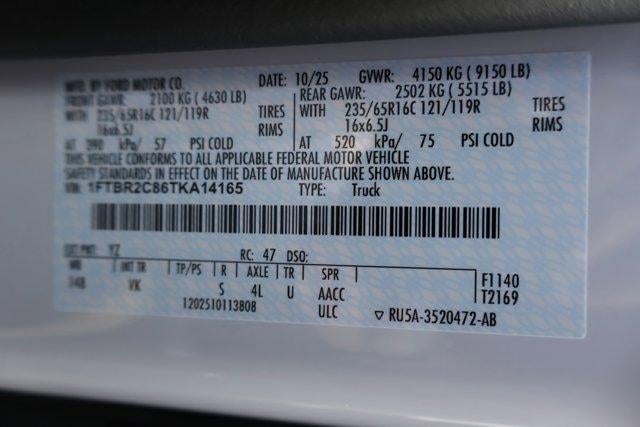 MFD. BY FORD MOTOR CO. DATE: 10/25 GVWR: 4150 KG ( 9150 LB)
FRONT GAWR: 2100 KG ( 4630 LB) REAR GAWR: 2502 KG ( 5515 LB)
WITH 235/65R16C 121/119R TIRES WITH 235/65R16C 121/119R TIRES
16x6.5J RIMS 16x6.5J RIMS
AT 390 kPa/ 57 PSI COLD AT 520 kPa/ 75 PSI COLD
THIS VEHICLE CONFORMS TO ALL APPLICABLE FEDERAL MOTOR VEHICLE
SAFETY STANDARDS IN EFFECT ON THE DATE OF MANUFACTURE SHOWN ABOVE.
VIN: 1FTBR2C86TKA14165 TYPE: Truck
EXT PNT: YZ RC: 47 DSO:
WB INT TR TP/PS R AXLE TR SPR F1140
148 VK S 4L U AACC T2169
1202510113808 ULC ▽ RU5A-3520472-AB